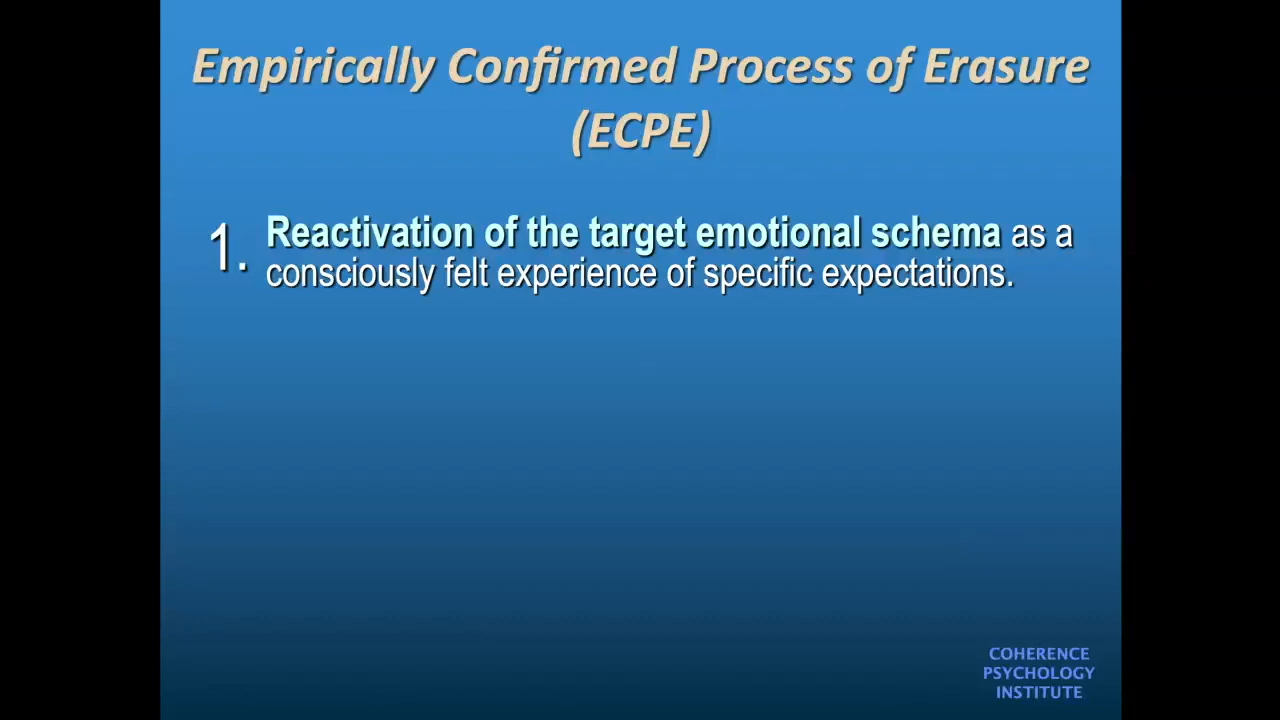 Empirically Confirmed Process of Erasure
(ECPE)
1. Reactivation of the target emotional schema as a
consciously felt experience of specific expectations.
COHERENCE
PSYCHOLOGY
INSTITUTE